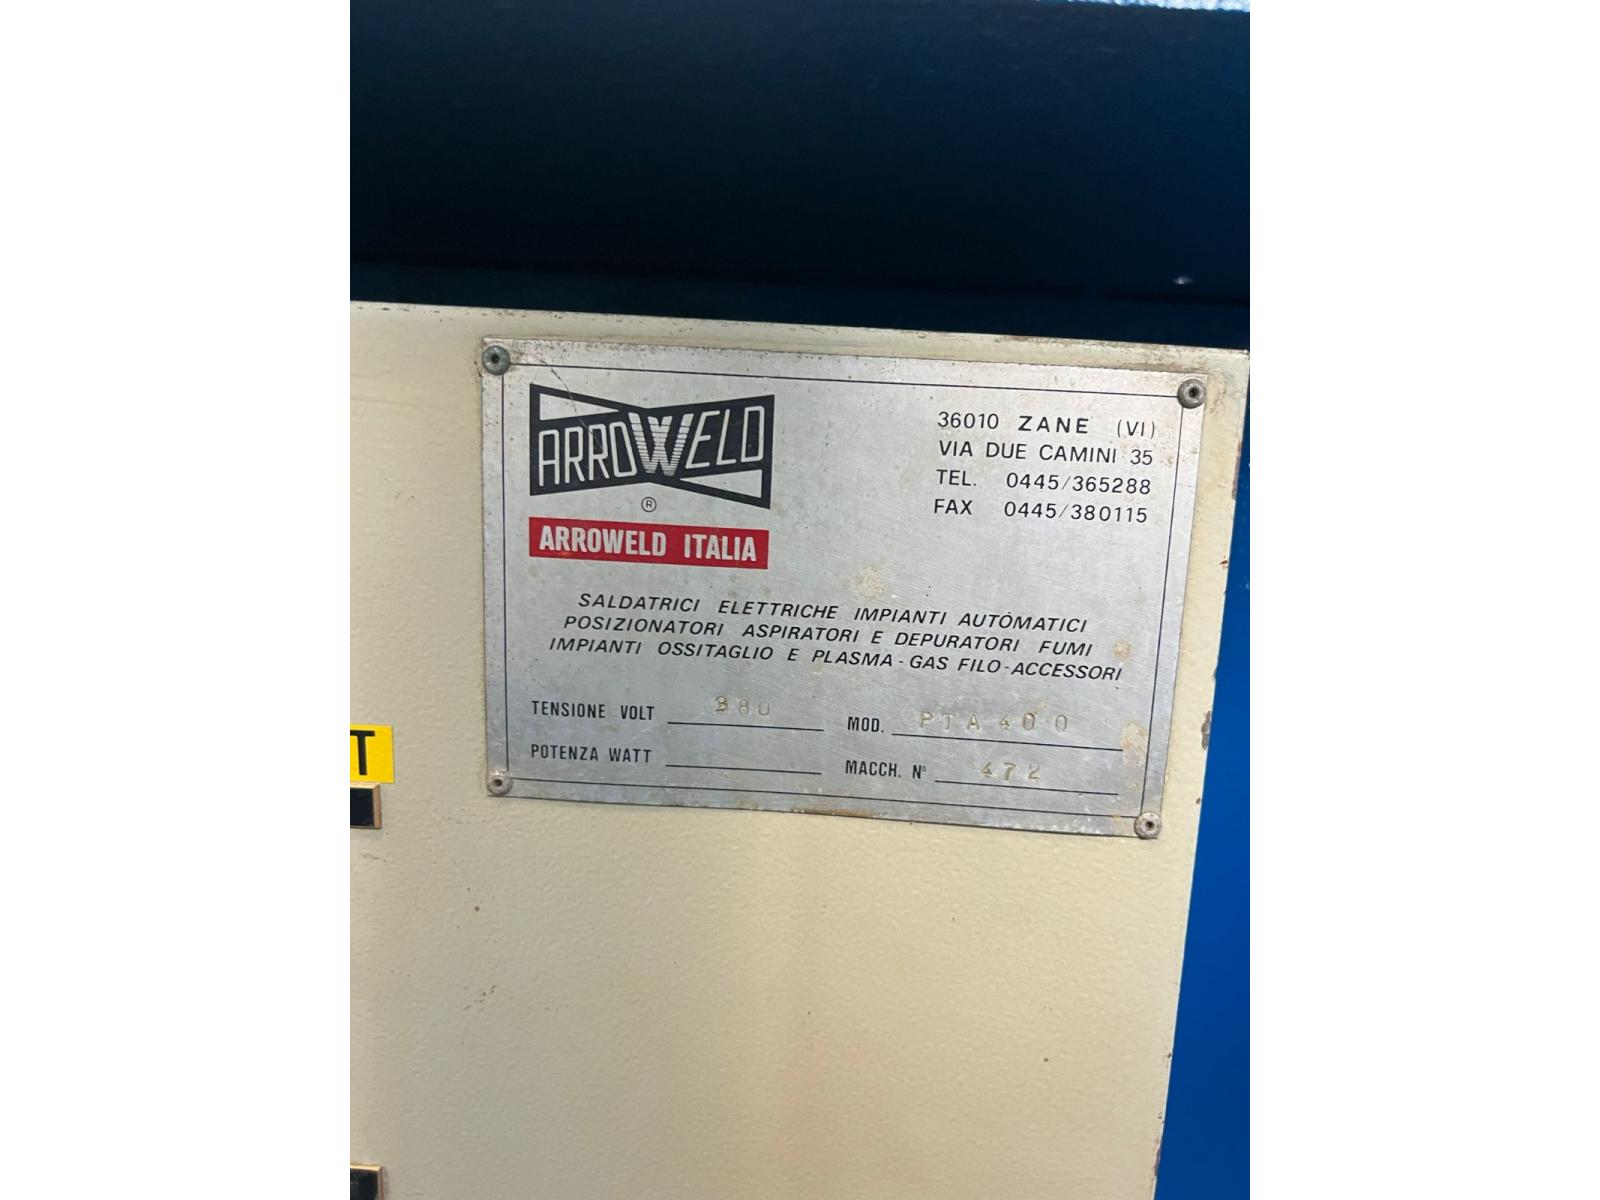 ARROWELD
®
ARROWELD ITALIA
36010 ZANE (VI)
VIA DUE CAMINI 35
TEL. 0445/365288
FAX 0445/380115
SALDATRICI ELETTRICHE IMPIANTI AUTOMATICI
POSIZIONATORI ASPIRATORI E DEPURATORI FUMI
IMPIANTI OSSITAGLIO E PLASMA-GAS FILO-ACCESSORI
TENSIONE VOLT 380
MOD. PTA 400
POTENZA WATT
MACCH. N° 472
T